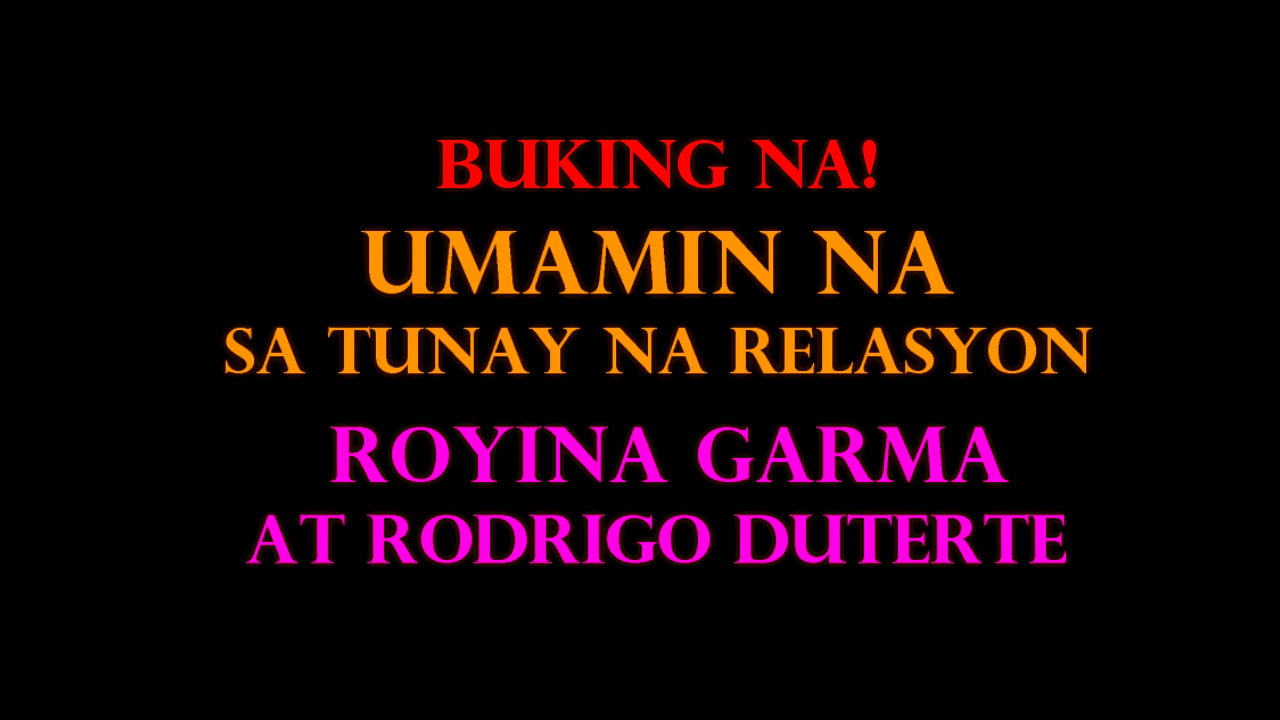 BUKING NA!
UMAMIN NA
SA TUNAY NA RELASYON
ROYINA GARMA
AT RODRIGO DUTERTE